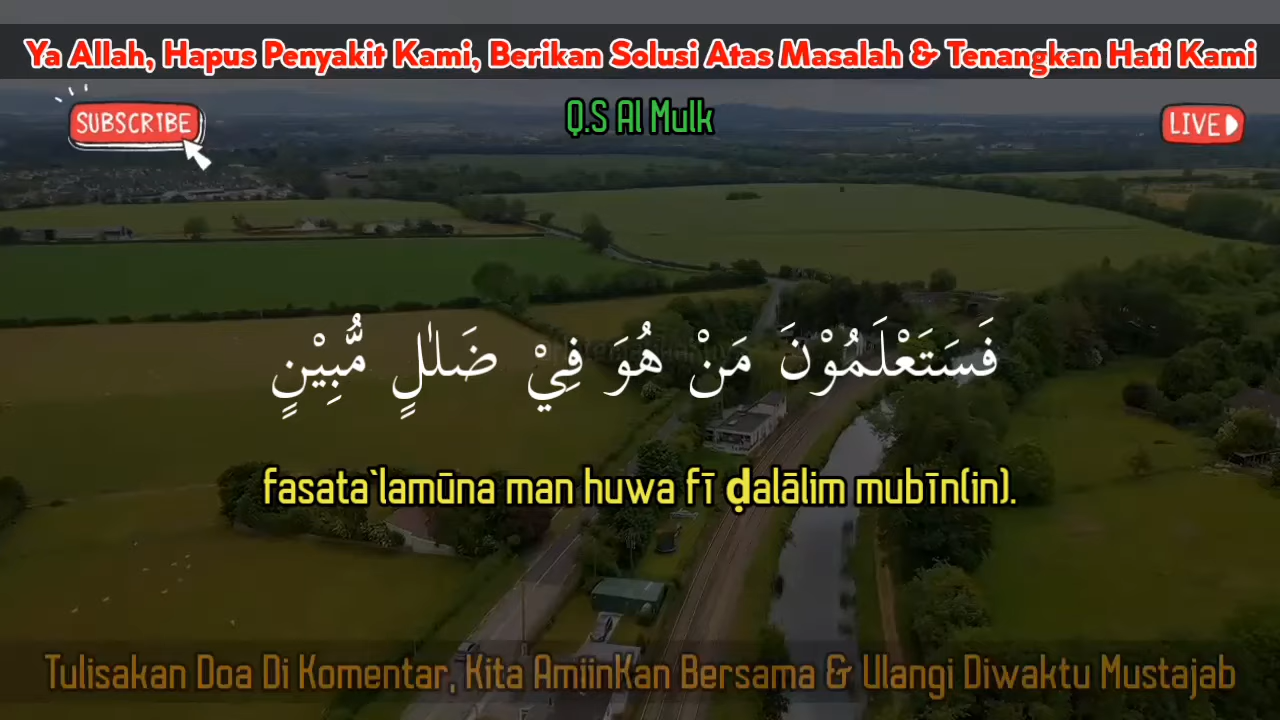 Ya Allah, Hapus Penyakit Kami, Berikan Solusi Atas Masalah & Tenangkan Hati Kami
SUBSCRIBE
Q.S Al Mulk
LIVE
فَسَتَعْلَمُوْنَ مَنْ هُوَ فِيْ ضَلٰلٍ مُّبِيْنٍ
fasata`lamūna man huwa fī ḍalālim mubīn(in).
Tulisakan Doa Di Komentar, Kita AmiinKan Bersama & Ulangi Diwaktu Mustajab